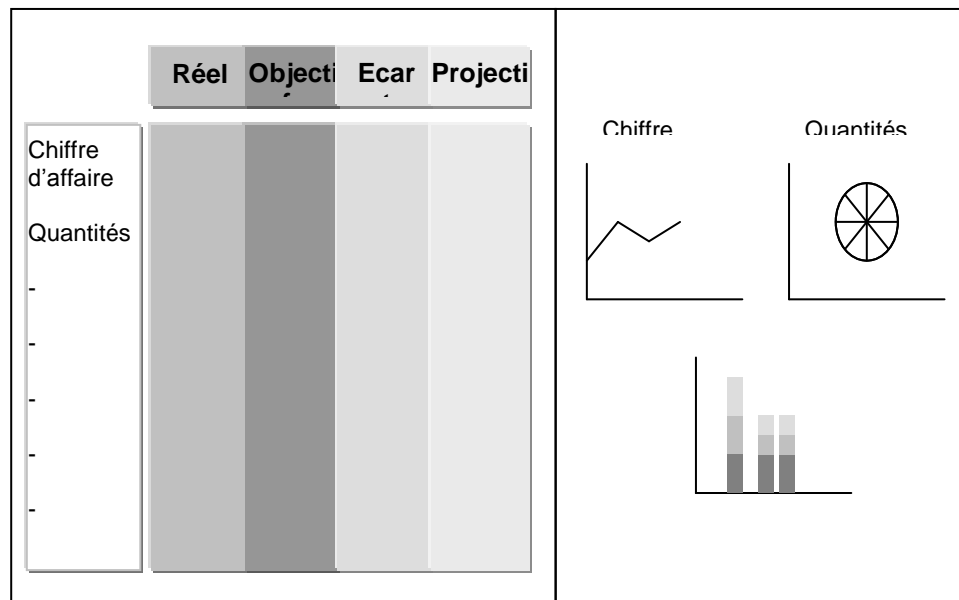 Réel Objecti Ecar Projecti
Chiffre
d’affaire
Quantités
-
-
-
-
-
Chiffre Quantités